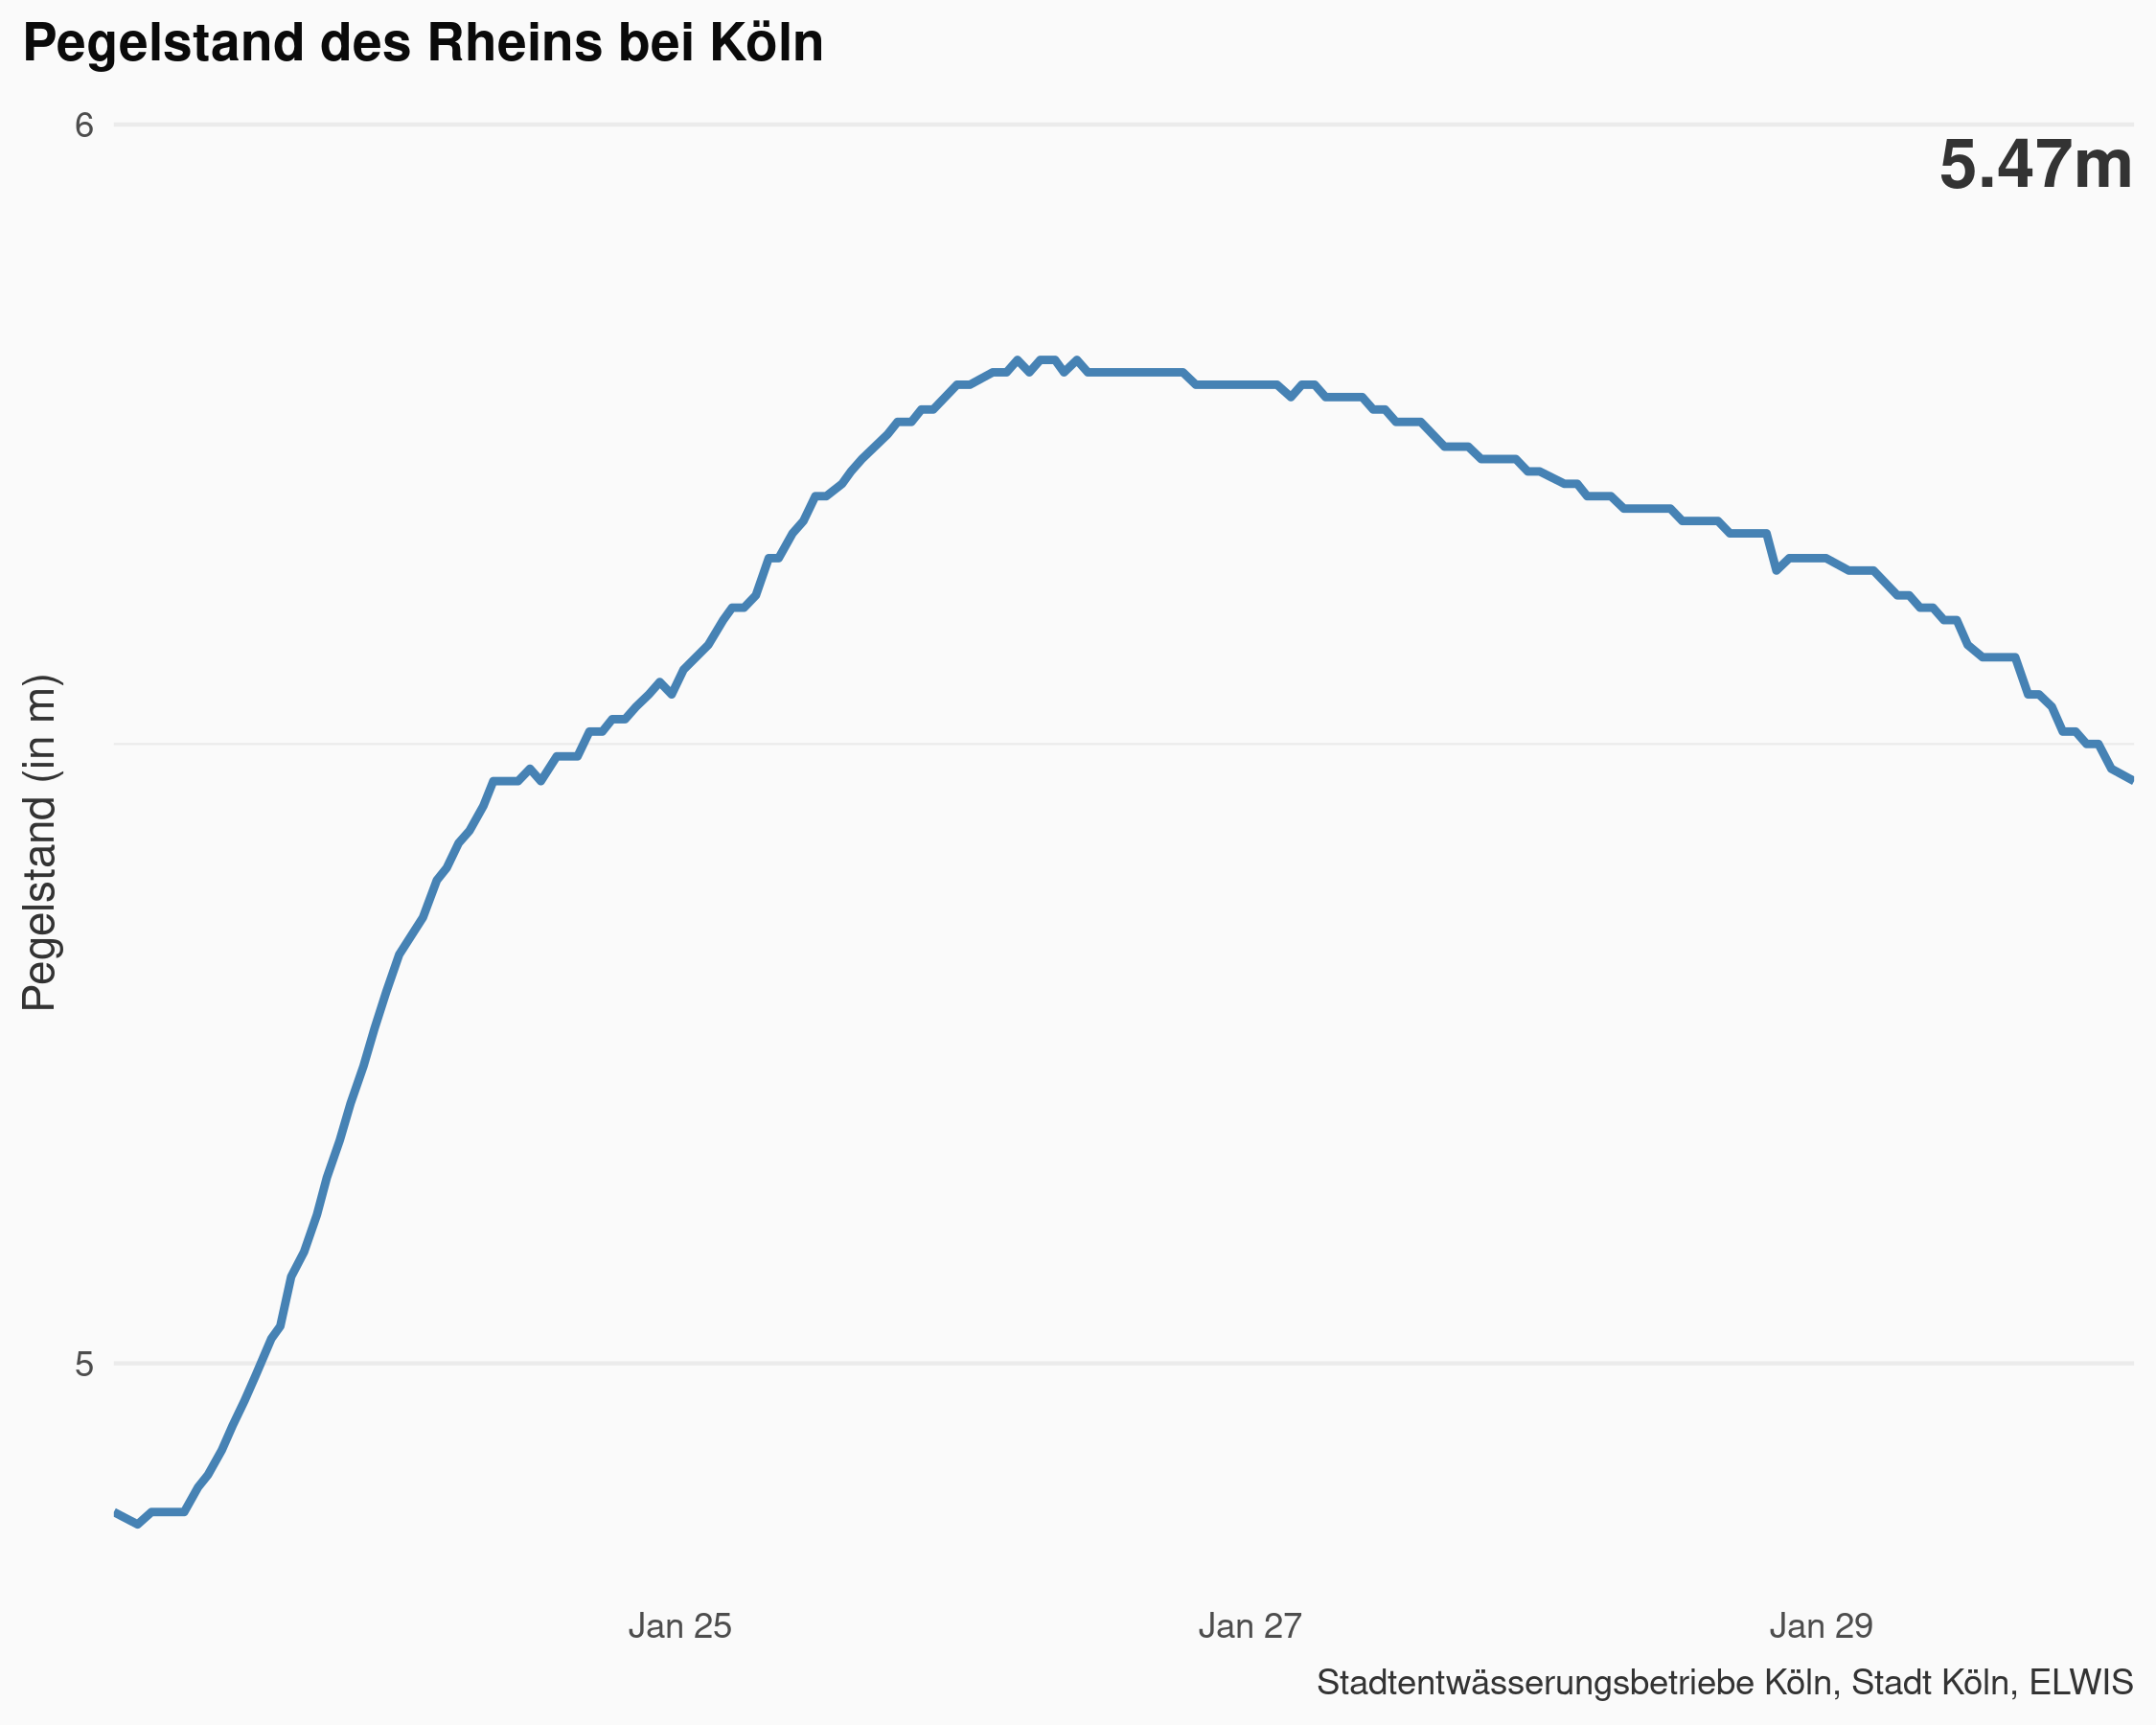 Pegelstand des Rheins bei Köln
6
5.47m
Pegelstand (in m)
5
Jan 25
Jan 27
Jan 29
Stadtentwässerungsbetriebe Köln, Stadt Köln, ELWIS